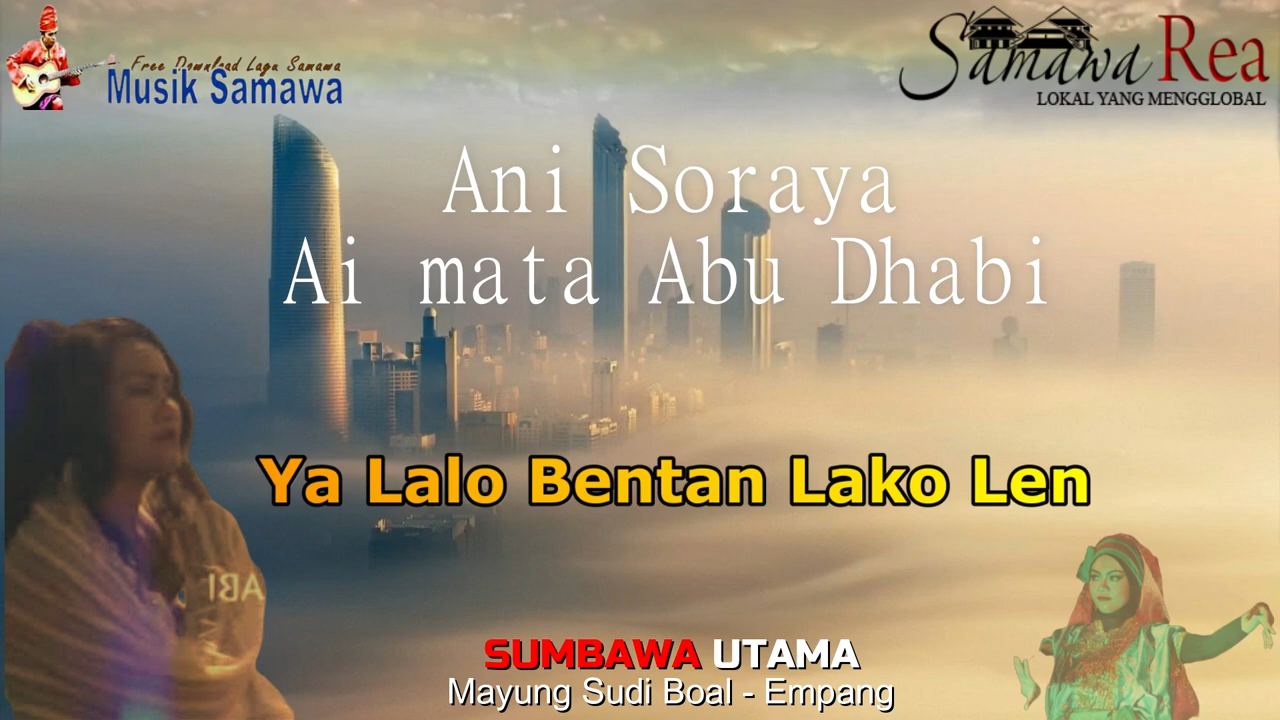 Free Download Lagu Samawa
Musik Samawa
Samawa Rea
LOKAL YANG MENGGLOBAL
Ani Soraya
Ai mata Abu Dhabi
Ya Lalo Bentan Lako Len
ABI
SUMBAWA UTAMA
Mayung Sudi Boal - Empang